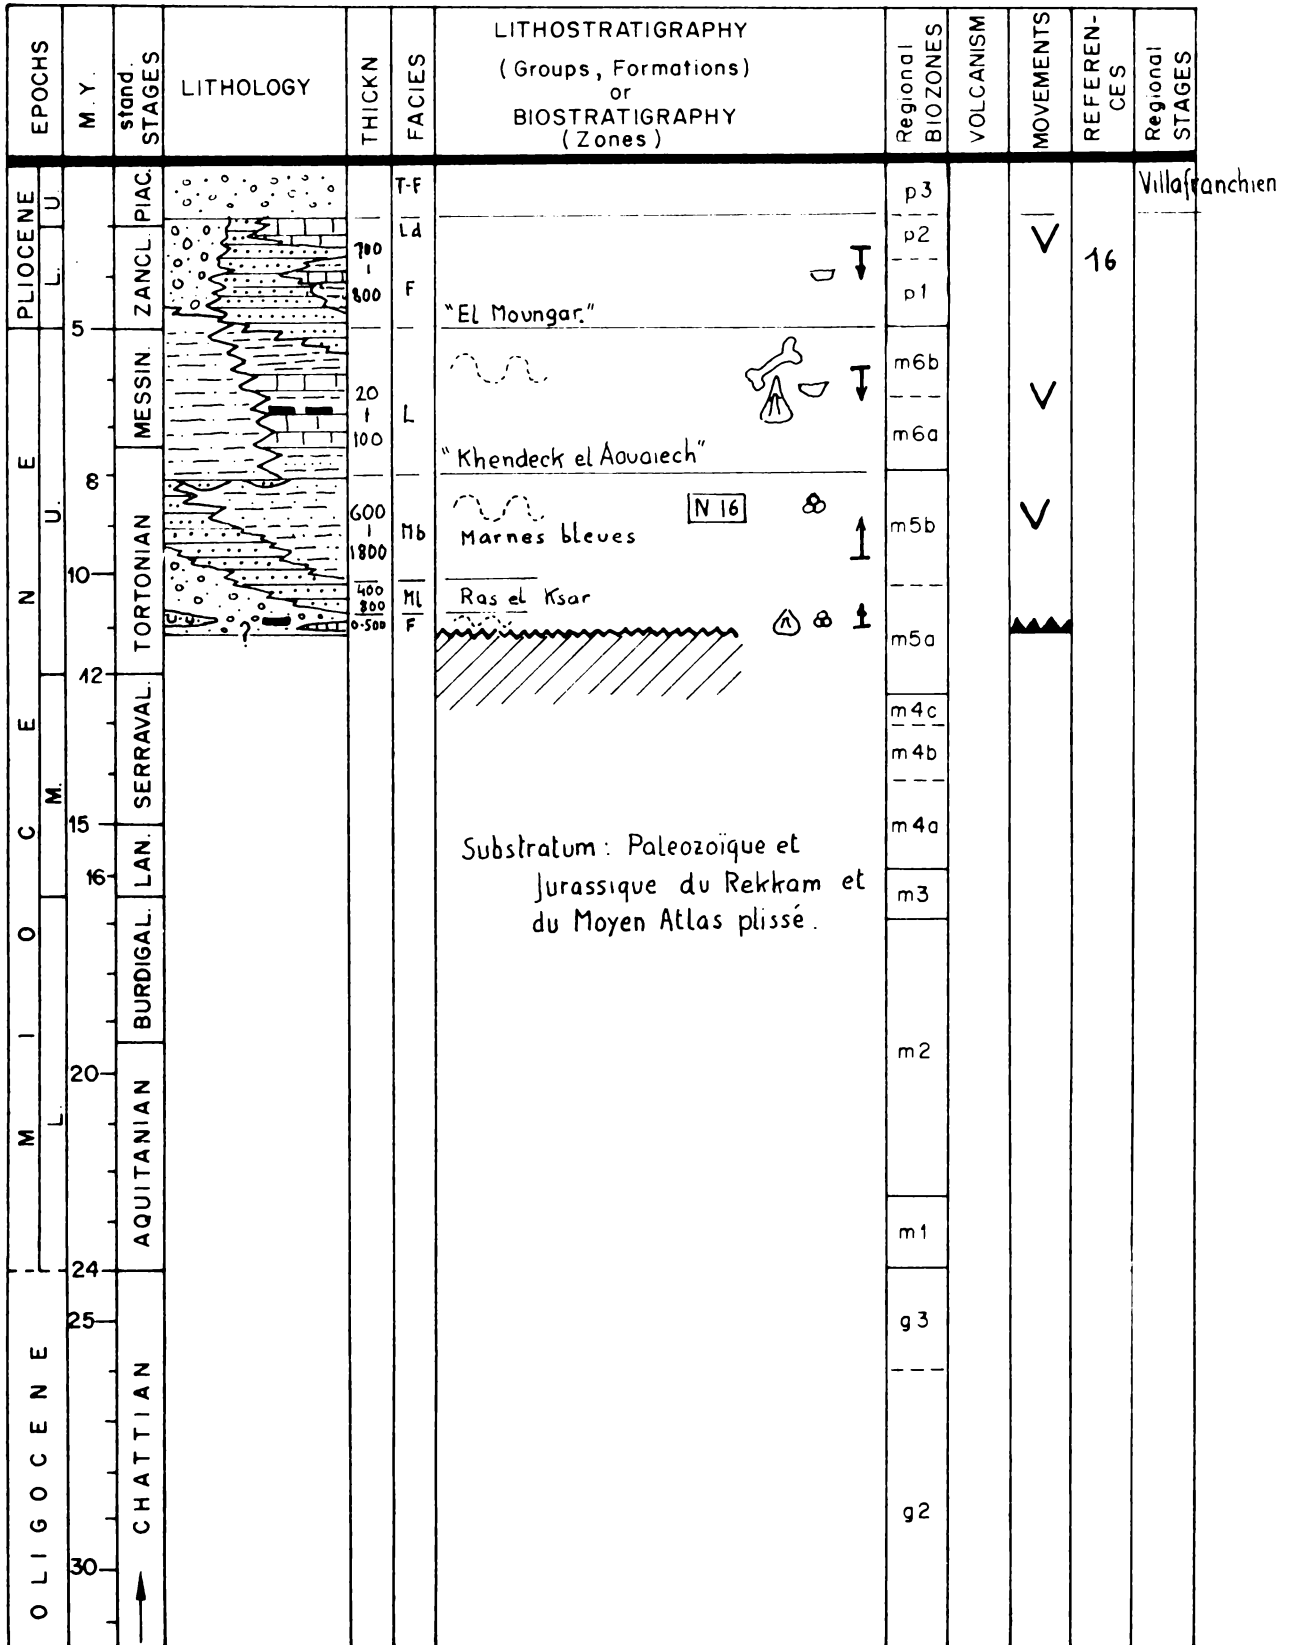 EPOCHS
M.Y.
stand. STAGES
LITHOLOGY
THICKN
FACIES
LITHOSTRATIGRAPHY
(Groups, Formations)
or
BIOSTRATIGRAPHY
(Zones)
Regional BIOZONES
VOLCANISM
MOVEMENTS
REFEREN-
CES
Regional STAGES
PLIOCENE
U
L.
PIAC.
ZANCL.
T-F
Ld
700
800
F
"El Moungar."
p3
p2
p1
16
Villafranchien
5
MIOCENE
U.
MESSIN.
20
100
L
"Khendeck el Aouaiech"
m6b
m6a
8
TORTONIAN
600
1800
Mb
N 16
Marnes bleues
m5b
10
400
800
Ml
Ras el Ksar
0-500
F
?
m5a
12
M.
SERRAVAL.
m4c
m4b
m4a
15
LAN.
16
Substratum : Paleozoïque et
Jurassique du Rekkam et
du Moyen Atlas plissé.
m3
L.
BURDIGAL.
m2
20
AQUITANIAN
m1
24
OLIGOCENE
CHATTIAN
25
g3
g2
30